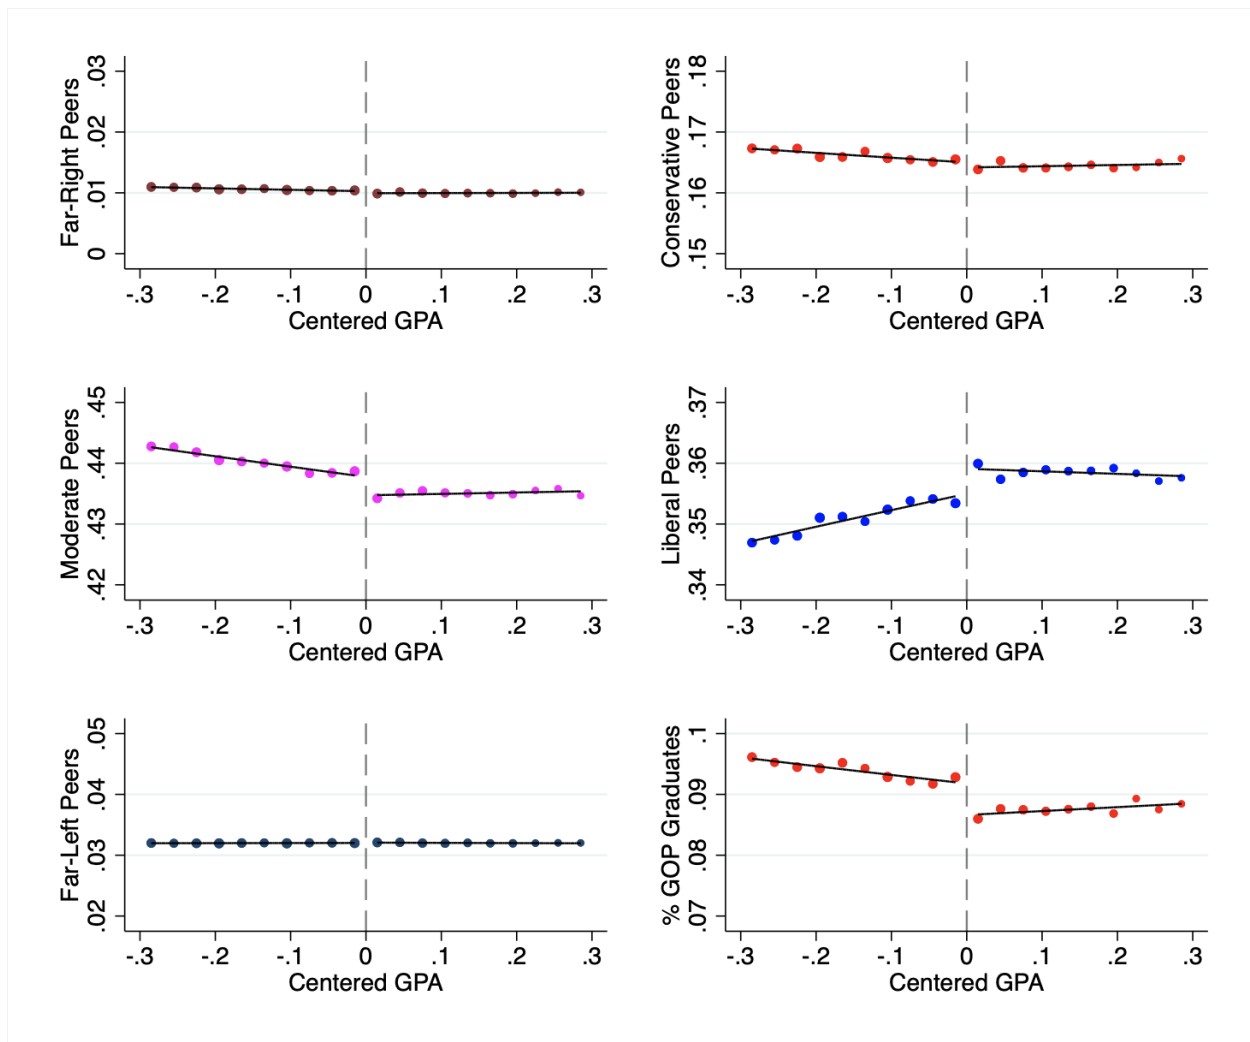 Far-Right Peers
.03
.02
.01
0
-.3 -.2 -.1 0 .1 .2 .3
Centered GPA
Conservative Peers
.18
.17
.16
.15
-.3 -.2 -.1 0 .1 .2 .3
Centered GPA
Moderate Peers
.45
.44
.43
.42
-.3 -.2 -.1 0 .1 .2 .3
Centered GPA
Liberal Peers
.37
.36
.35
.34
-.3 -.2 -.1 0 .1 .2 .3
Centered GPA
Far-Left Peers
.05
.04
.03
.02
-.3 -.2 -.1 0 .1 .2 .3
Centered GPA
% GOP Graduates
.1
.09
.08
.07
-.3 -.2 -.1 0 .1 .2 .3
Centered GPA